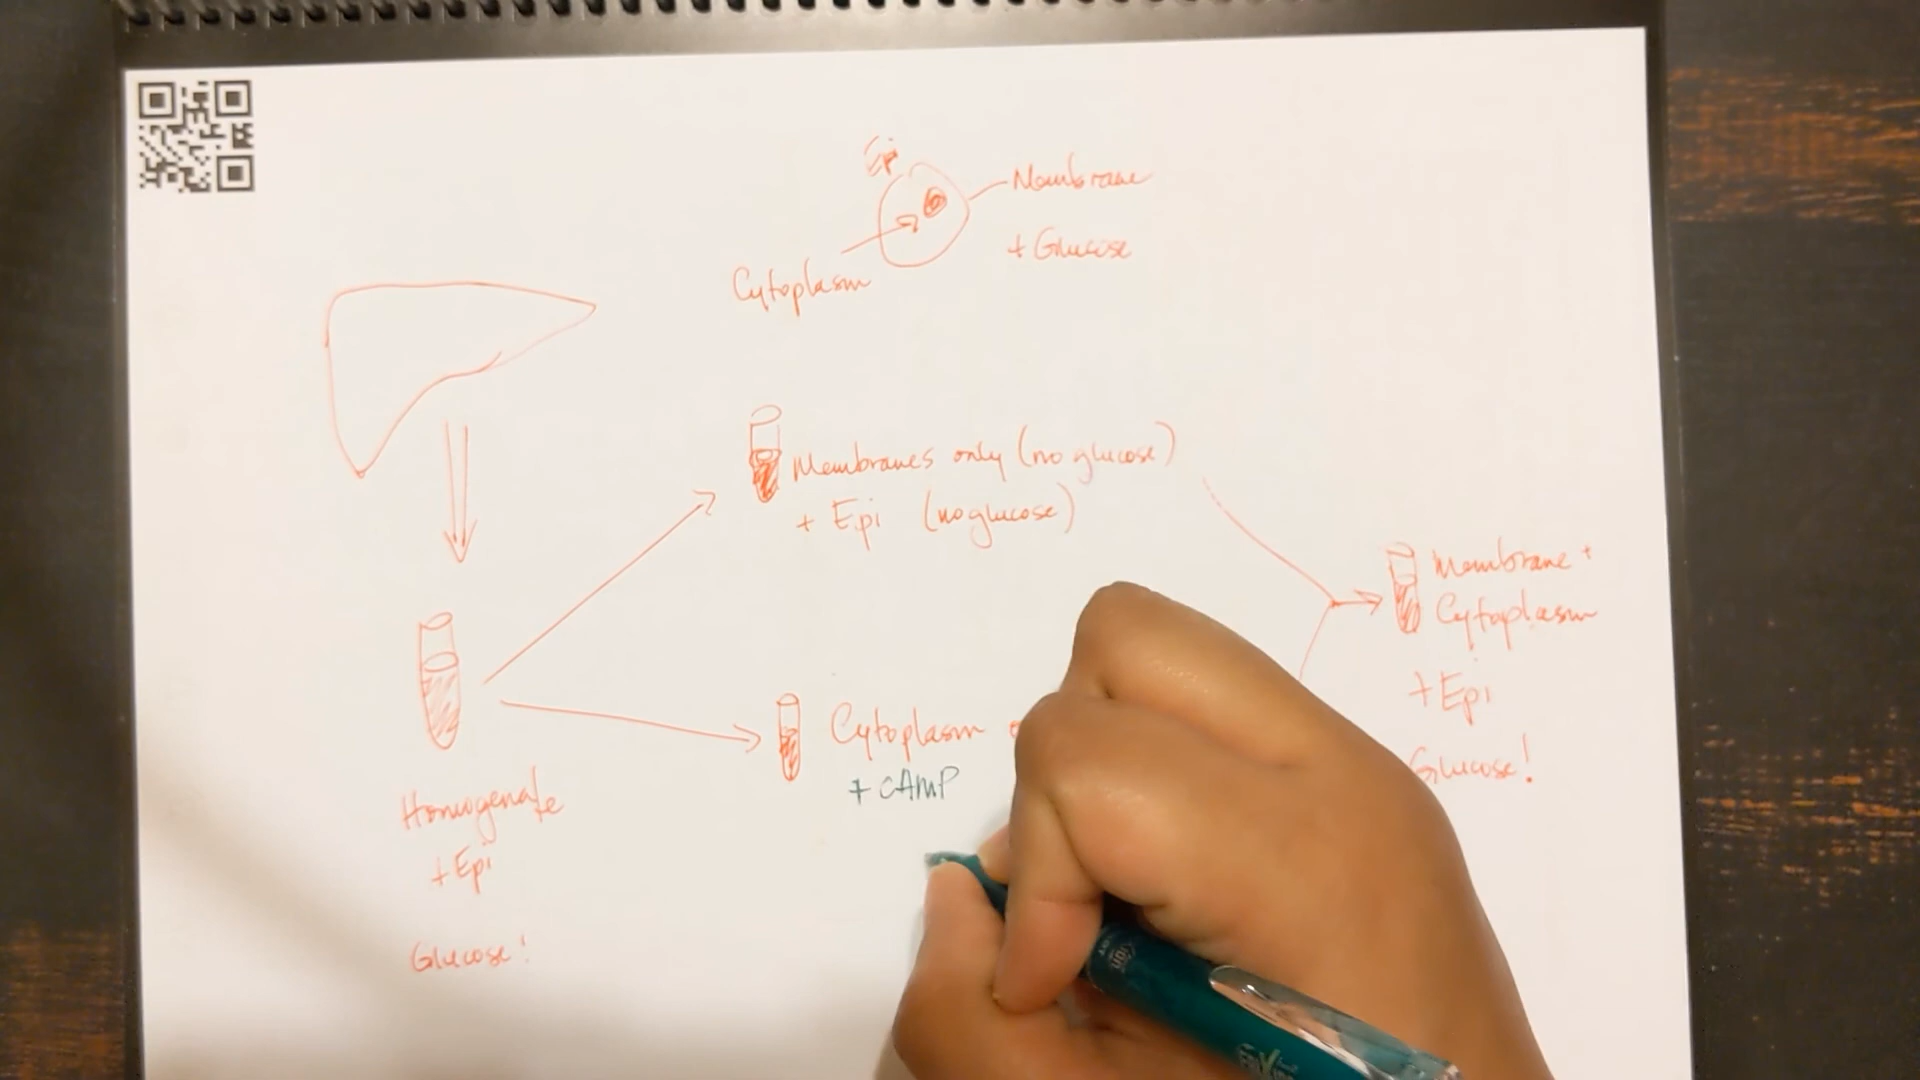 Epi
Membrane
+ Glucose
Cytoplasm
Membranes only (no glucose)
+ Epi (no glucose)
Membrane +
Cytoplasm
+ Epi
Glucose!
Cytoplasm
+ cAMP
Homogenate
+ Epi
Glucose!